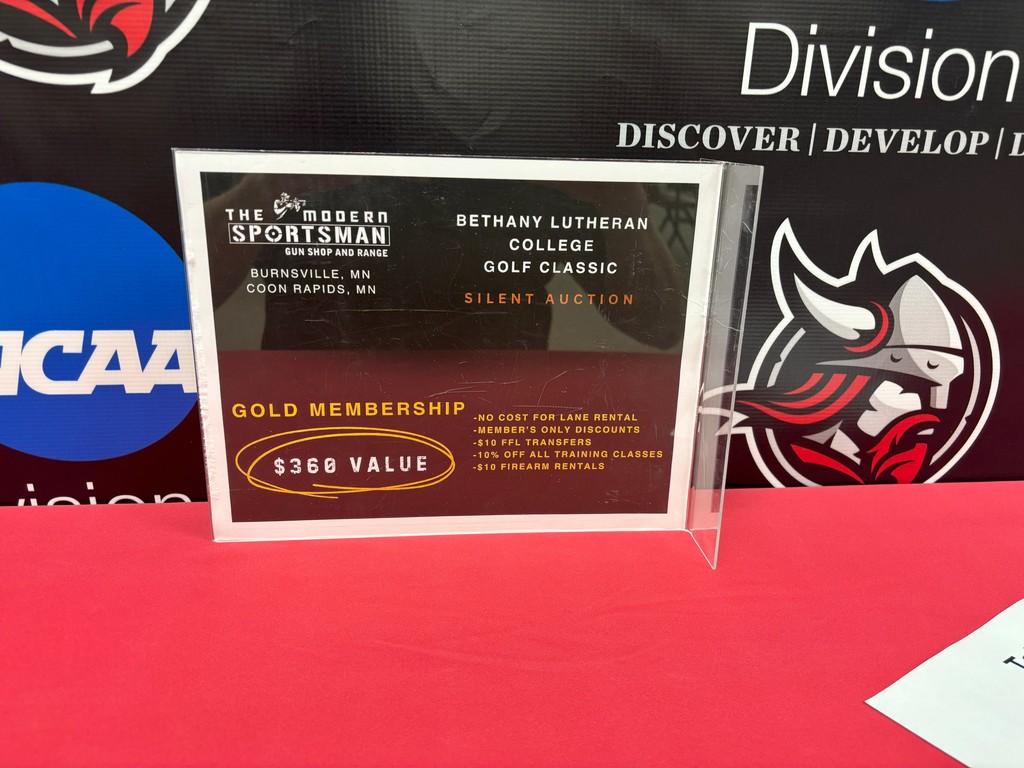 Division
DISCOVER | DEVELOP |
NCAA
THE MODERN
SPORTSMAN
GUN SHOP AND RANGE
BURNSVILLE, MN
COON RAPIDS, MN
BETHANY LUTHERAN
COLLEGE
GOLF CLASSIC
SILENT AUCTION
GOLD MEMBERSHIP
$360 VALUE
-NO COST FOR LANE RENTAL
-MEMBER'S ONLY DISCOUNTS
-$10 FFL TRANSFERS
-10% OFF ALL TRAINING CLASSES
-$10 FIREARM RENTALS